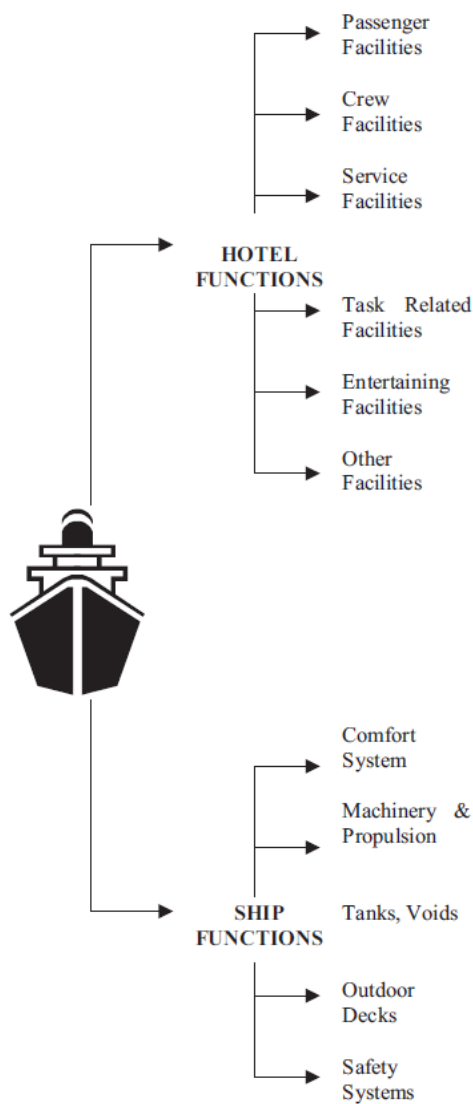 Passenger
Facilities
Crew
Facilities
Service
Facilities
HOTEL
FUNCTIONS
Task Related
Facilities
Entertaining
Facilities
Other
Facilities
Comfort
System
Machinery &
Propulsion
SHIP
FUNCTIONS
Tanks, Voids
Outdoor
Decks
Safety
Systems